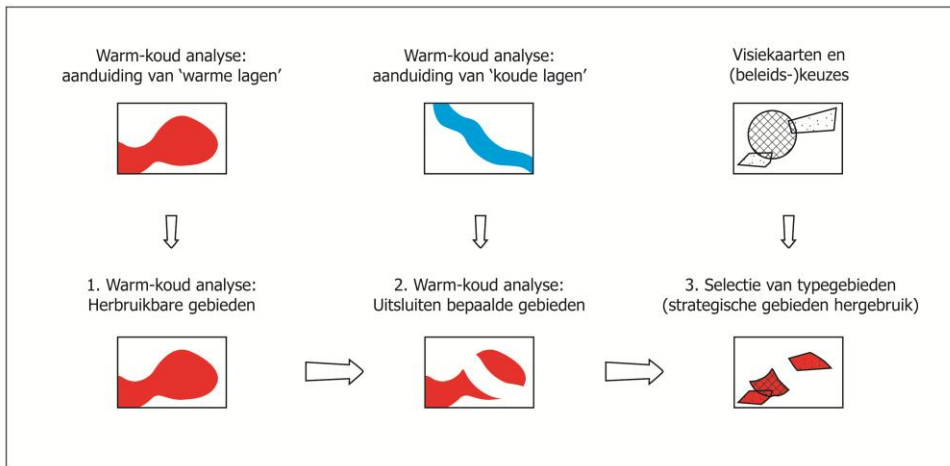 Warm-koud analyse:
aanduiding van ‘warme lagen’
Warm-koud analyse:
aanduiding van ‘koude lagen’
Visiekaarten en
(beleids-)keuzes
1. Warm-koud analyse:
Herbruikbare gebieden
2. Warm-koud analyse:
Uitsluiten bepaalde gebieden
3. Selectie van typegebieden
(strategische gebieden hergebruik)